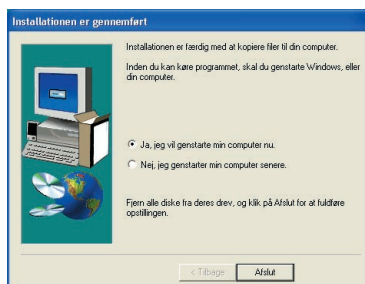 Installationen er gennemført
Installationen er færdig med at kopiere filer til din computer.
Inden du kan køre programmet, skal du genstarte Windows, eller
din computer.
Ja, jeg vil genstarte min computer nu.
Nej, jeg genstarter min computer senere.
Fjern alle diske fra deres drev, og klik på Afslut for at fuldføre
opstillingen.
< Tilbage
Afslut